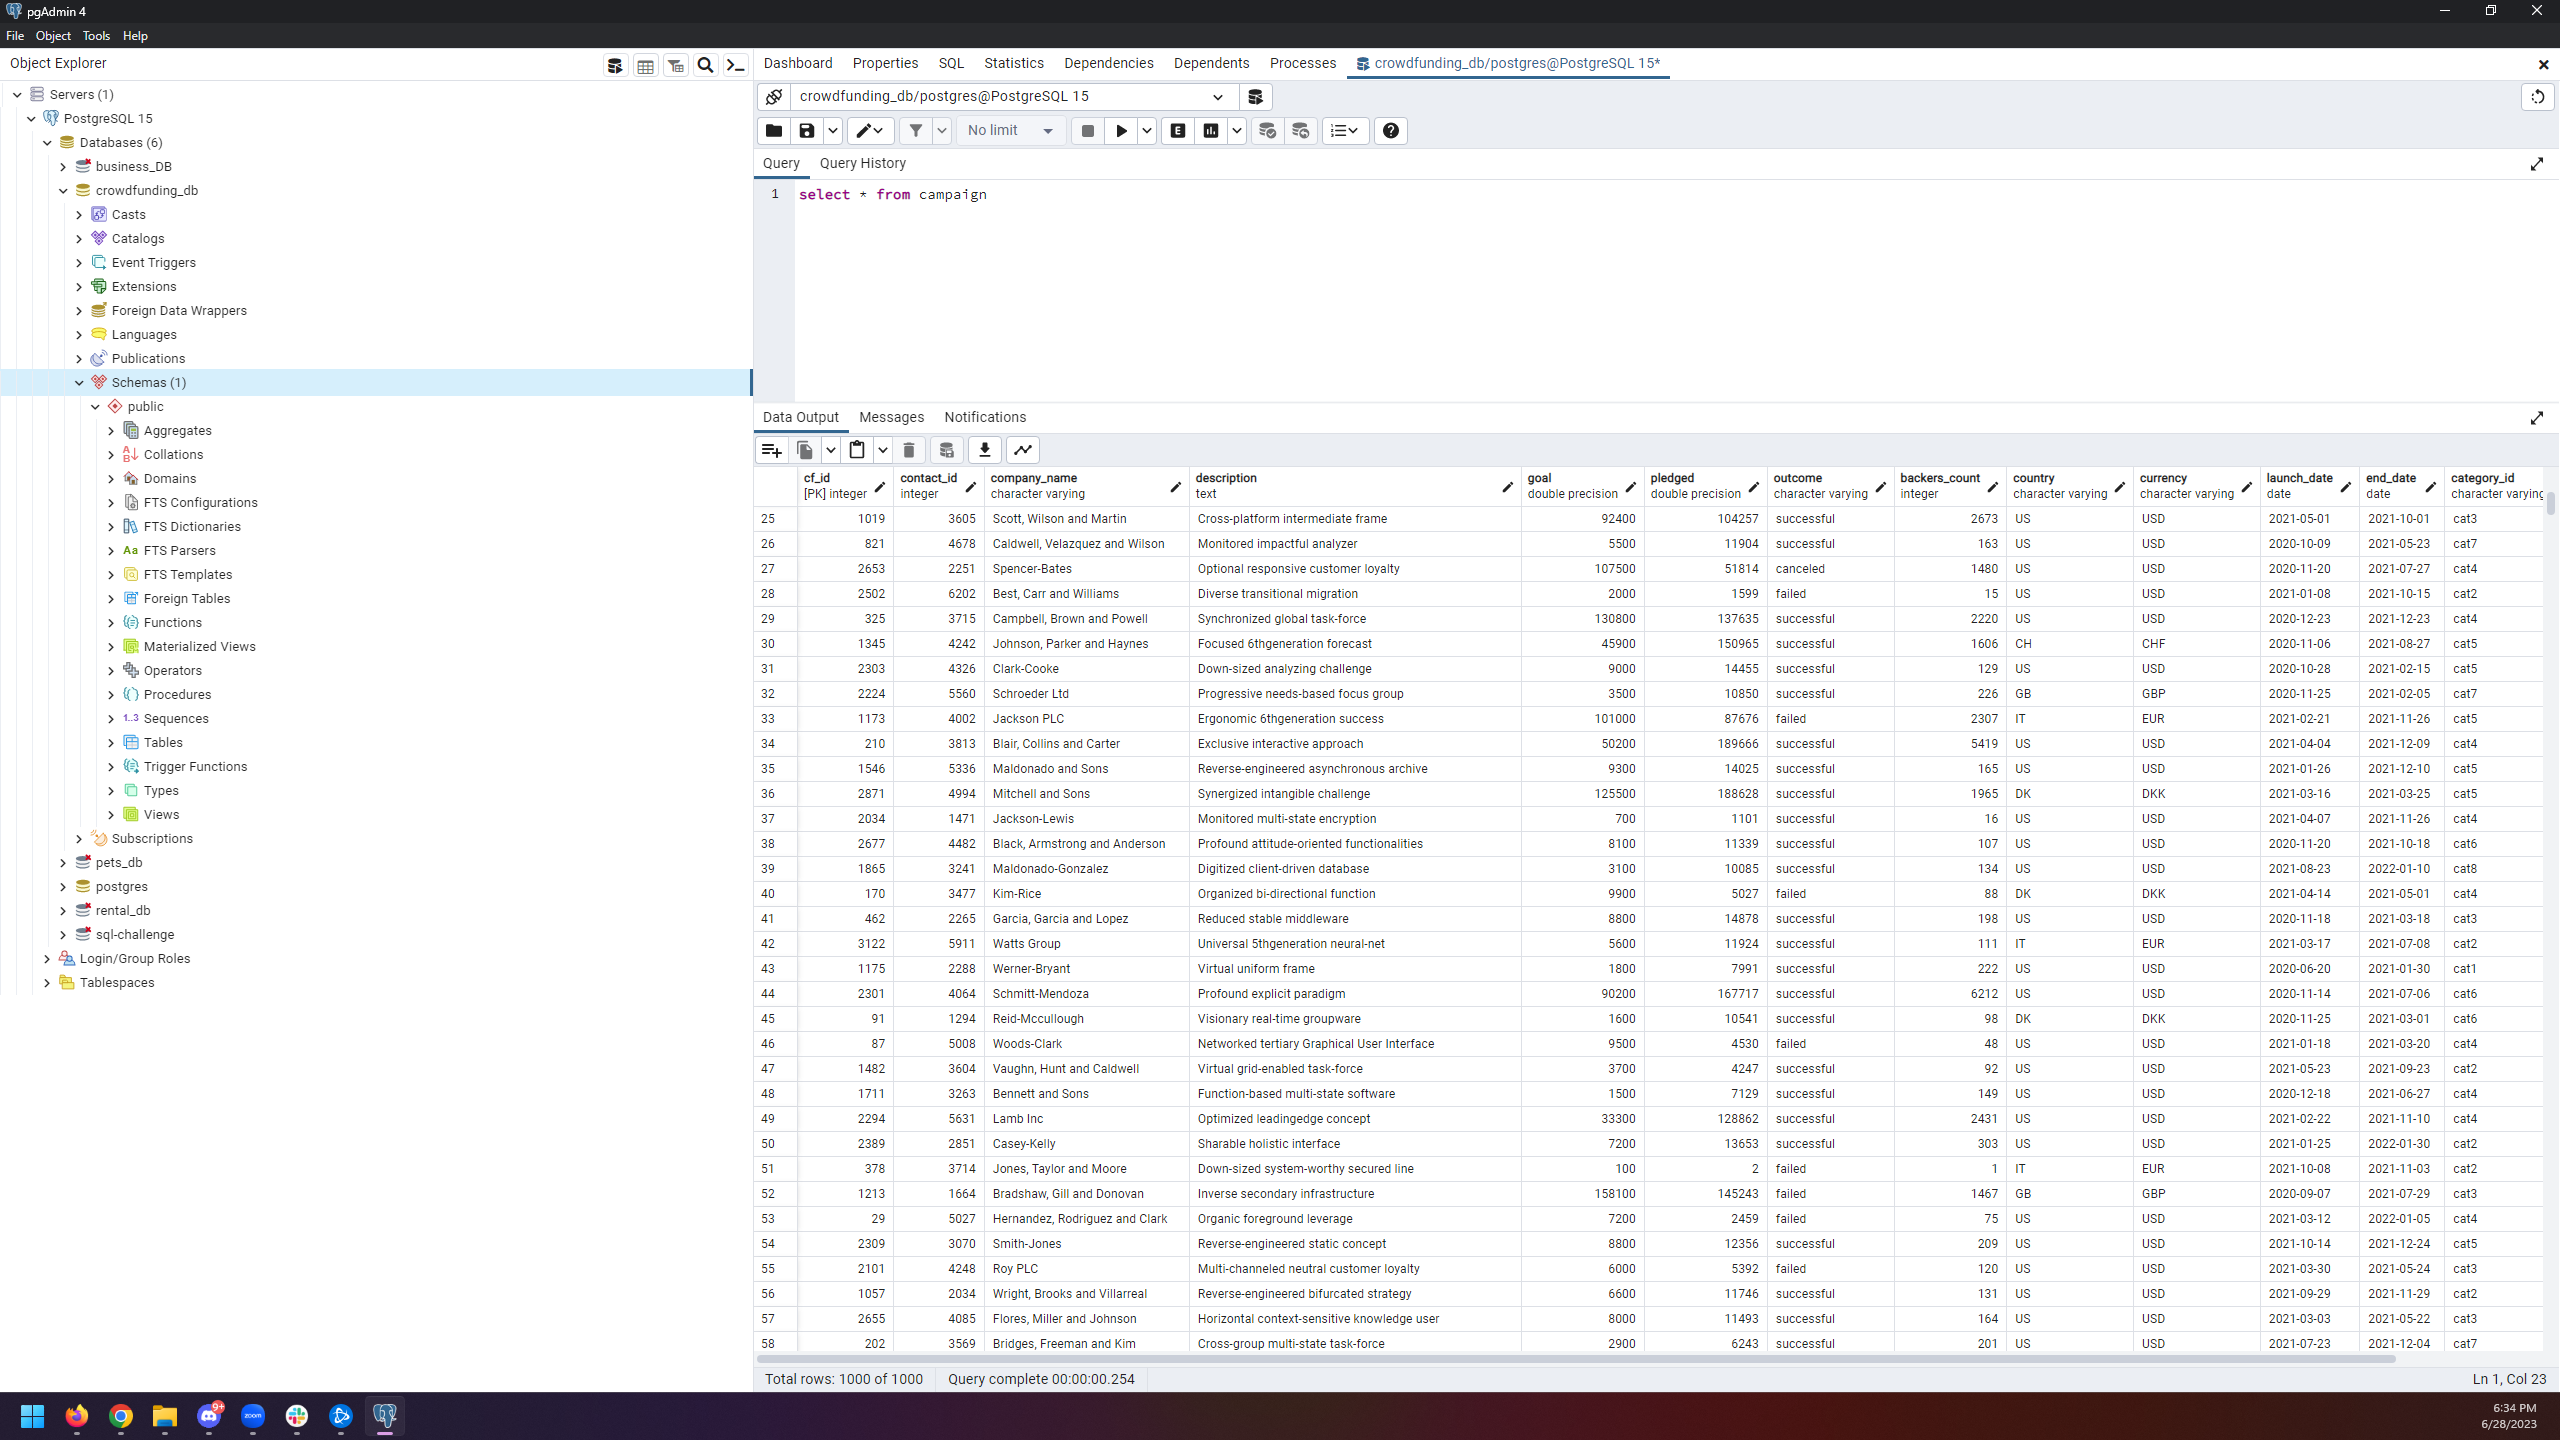 pgAdmin 4
File Object Tools Help
Object Explorer
Dashboard Properties SQL Statistics Dependencies Dependents Processes crowdfunding_db/postgres@PostgreSQL 15*
Servers (1)
PostgreSQL 15
Databases (6)
business_DB
crowdfunding_db
Casts
Catalogs
Event Triggers
Extensions
Foreign Data Wrappers
Languages
Publications
Schemas (1)
public
Aggregates
Collations
Domains
FTS Configurations
FTS Dictionaries
Aa FTS Parsers
FTS Templates
Foreign Tables
Functions
Materialized Views
Operators
Procedures
1..3 Sequences
Tables
Trigger Functions
Types
Views
Subscriptions
pets_db
postgres
rental_db
sql-challenge
Login/Group Roles
Tablespaces
crowdfunding_db/postgres@PostgreSQL 15
No limit
E
Query Query History
1 select * from campaign
Data Output Messages Notifications
cf_id contact_id company_name description goal pledged outcome backers_count country currency launch_date end_date category_id
[PK] integer integer character varying text double precision double precision character varying integer character varying character varying date date character varying
25 1019 3605 Scott, Wilson and Martin Cross-platform intermediate frame 92400 104257 successful 2673 US USD 2021-05-01 2021-10-01 cat3
26 821 4678 Caldwell, Velazquez and Wilson Monitored impactful analyzer 5500 11904 successful 163 US USD 2020-10-09 2021-05-23 cat7
27 2653 2251 Spencer-Bates Optional responsive customer loyalty 107500 51814 canceled 1480 US USD 2020-11-20 2021-07-27 cat4
28 2502 6202 Best, Carr and Williams Diverse transitional migration 2000 1599 failed 15 US USD 2021-01-08 2021-10-15 cat2
29 325 3715 Campbell, Brown and Powell Synchronized global task-force 130800 137635 successful 2220 US USD 2020-12-23 2021-12-23 cat4
30 1345 4242 Johnson, Parker and Haynes Focused 6thgeneration forecast 45900 150965 successful 1606 CH CHF 2020-11-06 2021-08-27 cat5
31 2303 4326 Clark-Cooke Down-sized analyzing challenge 9000 14455 successful 129 US USD 2020-10-28 2021-02-15 cat5
32 2224 5560 Schroeder Ltd Progressive needs-based focus group 3500 10850 successful 226 GB GBP 2020-11-25 2021-02-05 cat7
33 1173 4002 Jackson PLC Ergonomic 6thgeneration success 101000 87676 failed 2307 IT EUR 2021-02-21 2021-11-26 cat5
34 210 3813 Blair, Collins and Carter Exclusive interactive approach 50200 189666 successful 5419 US USD 2021-04-04 2021-12-09 cat4
35 1546 5336 Maldonado and Sons Reverse-engineered asynchronous archive 9300 14025 successful 165 US USD 2021-01-26 2021-12-10 cat5
36 2871 4994 Mitchell and Sons Synergized intangible challenge 125500 188628 successful 1965 DK DKK 2021-03-16 2021-03-25 cat5
37 2034 1471 Jackson-Lewis Monitored multi-state encryption 700 1101 successful 16 US USD 2021-04-07 2021-11-26 cat4
38 2677 4482 Black, Armstrong and Anderson Profound attitude-oriented functionalities 8100 11339 successful 107 US USD 2020-11-20 2021-10-18 cat6
39 1865 3241 Maldonado-Gonzalez Digitized client-driven database 3100 10085 successful 134 US USD 2021-08-23 2022-01-10 cat8
40 170 3477 Kim-Rice Organized bi-directional function 9900 5027 failed 88 DK DKK 2021-04-14 2021-05-01 cat4
41 462 2265 Garcia, Garcia and Lopez Reduced stable middleware 8800 14878 successful 198 US USD 2020-11-18 2021-03-18 cat3
42 3122 5911 Watts Group Universal 5thgeneration neural-net 5600 11924 successful 111 IT EUR 2021-03-17 2021-07-08 cat2
43 1175 2288 Werner-Bryant Virtual uniform frame 1800 7991 successful 222 US USD 2020-06-20 2021-01-30 cat1
44 2301 4064 Schmitt-Mendoza Profound explicit paradigm 90200 167717 successful 6212 US USD 2020-11-14 2021-07-06 cat6
45 91 1294 Reid-Mccullough Visionary real-time groupware 1600 10541 successful 98 DK DKK 2020-11-25 2021-03-01 cat6
46 87 5008 Woods-Clark Networked tertiary Graphical User Interface 9500 4530 failed 48 US USD 2021-01-18 2021-03-20 cat4
47 1482 3604 Vaughn, Hunt and Caldwell Virtual grid-enabled task-force 3700 4247 successful 92 US USD 2021-05-23 2021-09-23 cat2
48 1711 3263 Bennett and Sons Function-based multi-state software 1500 7129 successful 149 US USD 2020-12-18 2021-06-27 cat4
49 2294 5631 Lamb Inc Optimized leadingedge concept 33300 128862 successful 2431 US USD 2021-02-22 2021-11-10 cat4
50 2389 2851 Casey-Kelly Sharable holistic interface 7200 13653 successful 303 US USD 2021-01-25 2022-01-30 cat2
51 378 3714 Jones, Taylor and Moore Down-sized system-worthy secured line 100 2 failed 1 IT EUR 2021-10-08 2021-11-03 cat2
52 1213 1664 Bradshaw, Gill and Donovan Inverse secondary infrastructure 158100 145243 failed 1467 GB GBP 2020-09-07 2021-07-29 cat3
53 29 5027 Hernandez, Rodriguez and Clark Organic foreground leverage 7200 2459 failed 75 US USD 2021-03-12 2022-01-05 cat4
54 2309 3070 Smith-Jones Reverse-engineered static concept 8800 12356 successful 209 US USD 2021-10-14 2021-12-24 cat5
55 2101 4248 Roy PLC Multi-channeled neutral customer loyalty 6000 5392 failed 120 US USD 2021-03-30 2021-05-24 cat3
56 1057 2034 Wright, Brooks and Villarreal Reverse-engineered bifurcated strategy 6600 11746 successful 131 US USD 2021-09-29 2021-11-29 cat2
57 2655 4085 Flores, Miller and Johnson Horizontal context-sensitive knowledge user 8000 11493 successful 164 US USD 2021-03-03 2021-05-22 cat3
58 202 3569 Bridges, Freeman and Kim Cross-group multi-state task-force 2900 6243 successful 201 US USD 2021-07-23 2021-12-04 cat7
Total rows: 1000 of 1000 Query complete 00:00:00.254 Ln 1, Col 23
9+
zoom
6:34 PM
6/28/2023